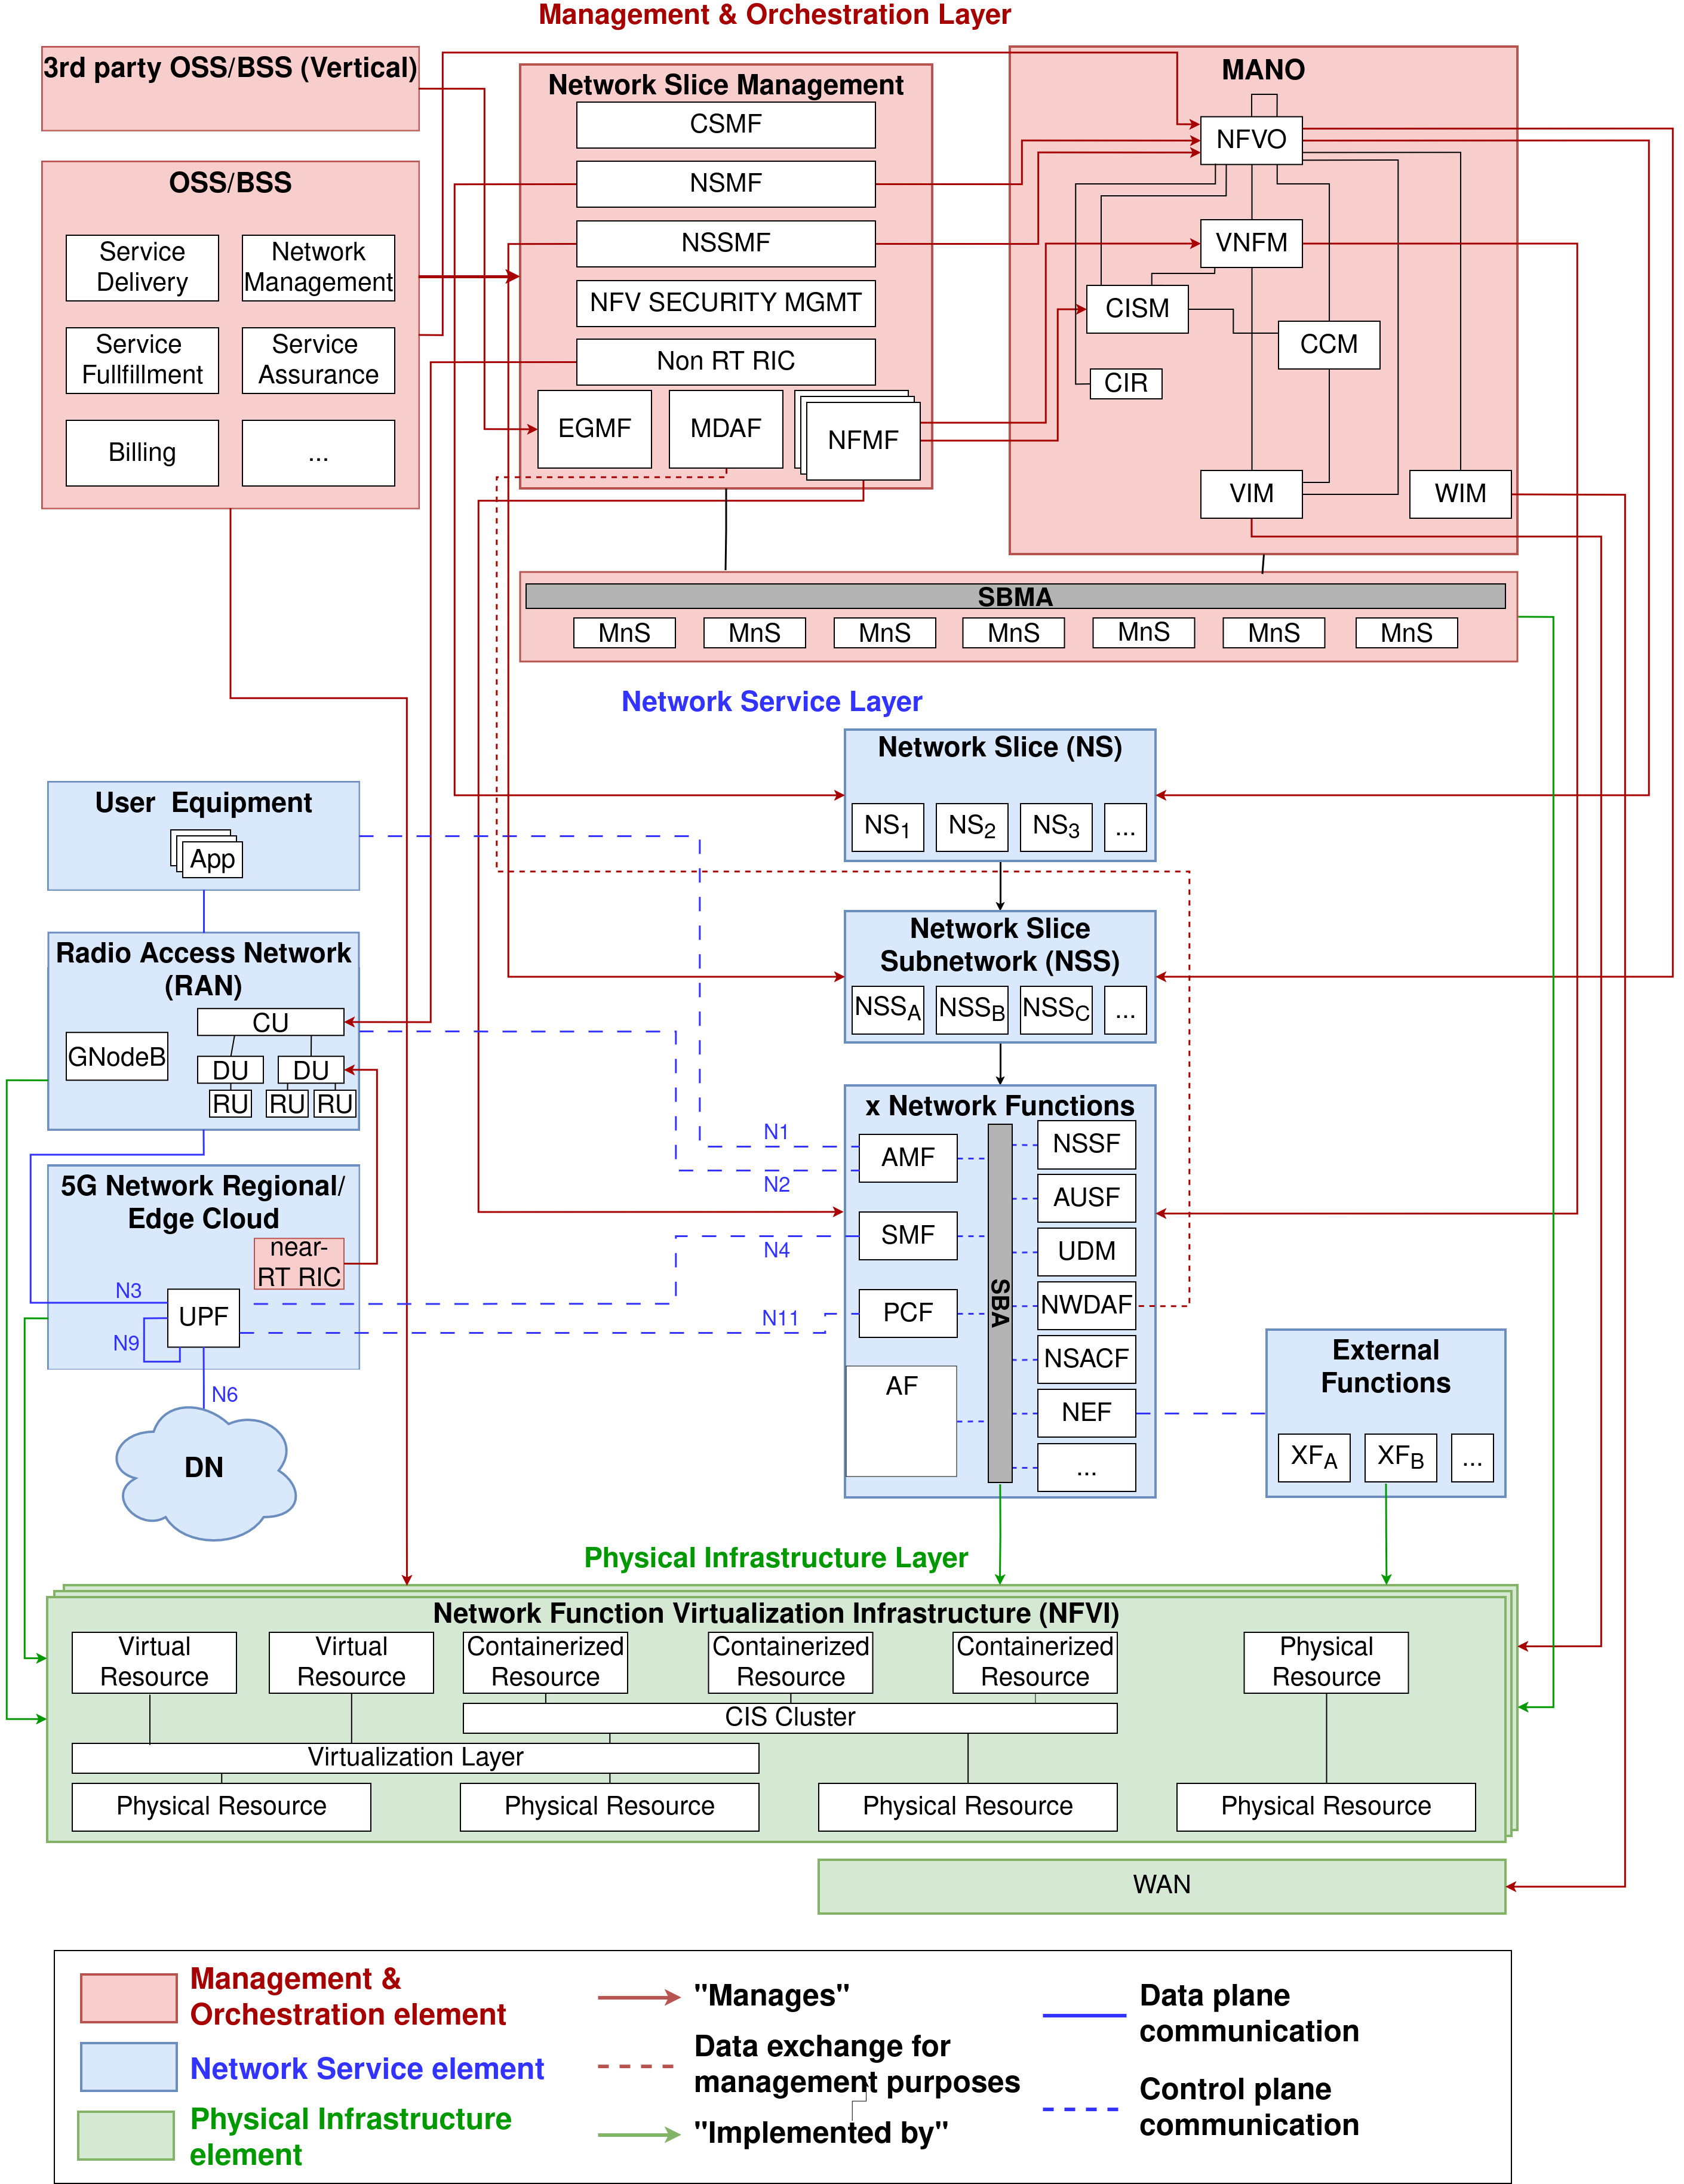 Management & Orchestration Layer
3rd party OSS/BSS (Vertical)
OSS/BSS
Service
Delivery
Network
Management
Service
Fullfillment
Service
Assurance
Billing
...
Network Slice Management
CSMF
NSMF
NSSMF
NFV SECURITY MGMT
Non RT RIC
EGMF
MDAF
NFMF
MANO
NFVO
VNFM
CISM
CCM
CIR
VIM
WIM
SBMA
MnS
MnS
MnS
MnS
MnS
MnS
MnS
Network Service Layer
Network Slice (NS)
NS1
NS2
NS3
...
User Equipment
App
Radio Access Network
(RAN)
CU
GNodeB
DU
DU
RU
RU
RU
Network Slice
Subnetwork (NSS)
NSSA
NSSB
NSSC
...
5G Network Regional/
Edge Cloud
near-
RT RIC
UPF
N3
N9
N6
DN
N1
N2
N4
N11
x Network Functions
AMF
SMF
PCF
AF
SBA
NSSF
AUSF
UDM
NWDAF
NSACF
NEF
...
External
Functions
XFA
XFB
...
Physical Infrastructure Layer
Network Function Virtualization Infrastructure (NFVI)
Virtual
Resource
Virtual
Resource
Containerized
Resource
Containerized
Resource
Containerized
Resource
Physical
Resource
CIS Cluster
Virtualization Layer
Physical Resource
Physical Resource
Physical Resource
Physical Resource
WAN
Management &
Orchestration element
Network Service element
Physical Infrastructure
element
"Manages"
Data exchange for
management purposes
"Implemented by"
Data plane
communication
Control plane
communication